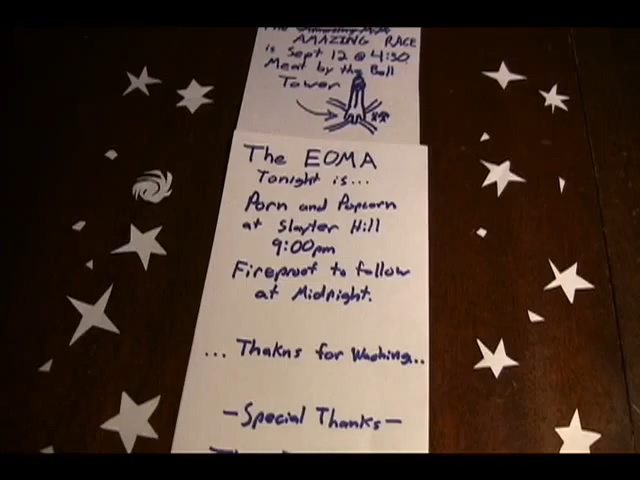 AMAZING RACE
is Sept 12 @ 4:30
Meat by the Bell
Tower
The EOMA
Tonight is...
Porn and Popcorn
at Slayter Hill
9:00pm
Fireproof to follow
at Midnight.
... Thakns for Waching..
-Special Thanks-